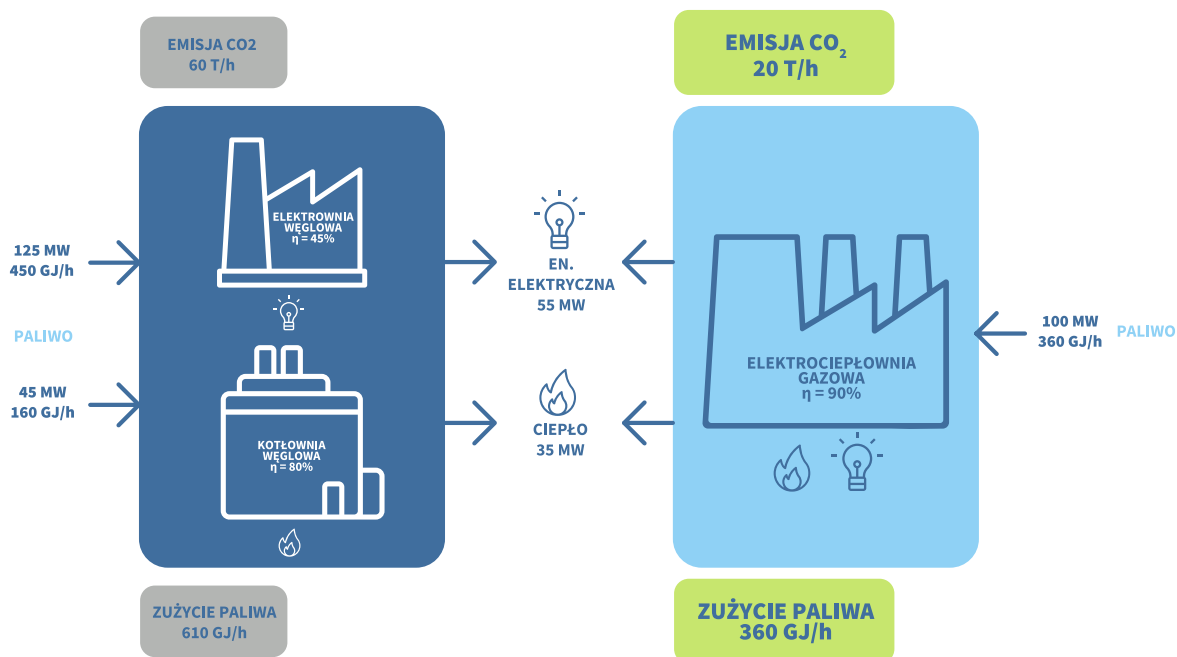 EMISJA CO2
60 T/h
EMISJA CO₂
20 T/h
125 MW
450 GJ/h
PALIWO
45 MW
160 GJ/h
ELEKTROWNIA
WĘGLOWA
η = 45%
KOTŁOWNIA
WĘGLOWA
η = 80%
EN.
ELEKTRYCZNA
55 MW
CIEPŁO
35 MW
ELEKTROCIEPŁOWNIA
GAZOWA
η = 90%
100 MW
360 GJ/h
PALIWO
ZUŻYCIE PALIWA
610 GJ/h
ZUŻYCIE PALIWA
360 GJ/h